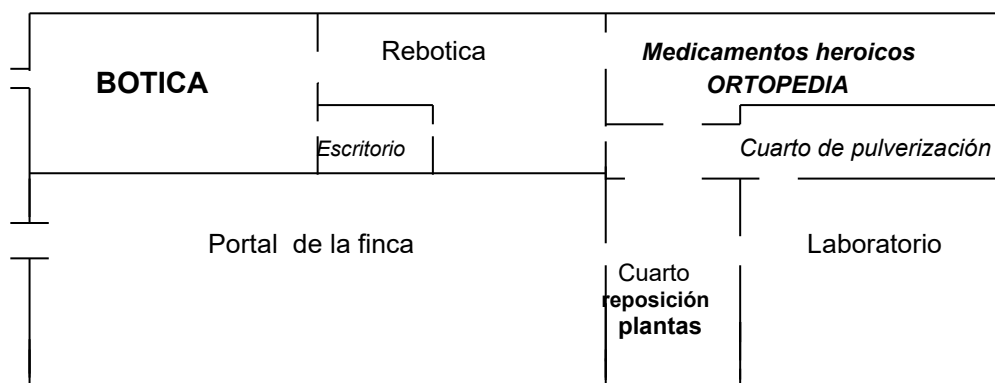 BOTICA
Rebotica
Medicamentos heroicos
ORTOPEDIA
Escritorio
Cuarto de pulverización
Portal de la finca
Laboratorio
Cuarto
reposición
plantas